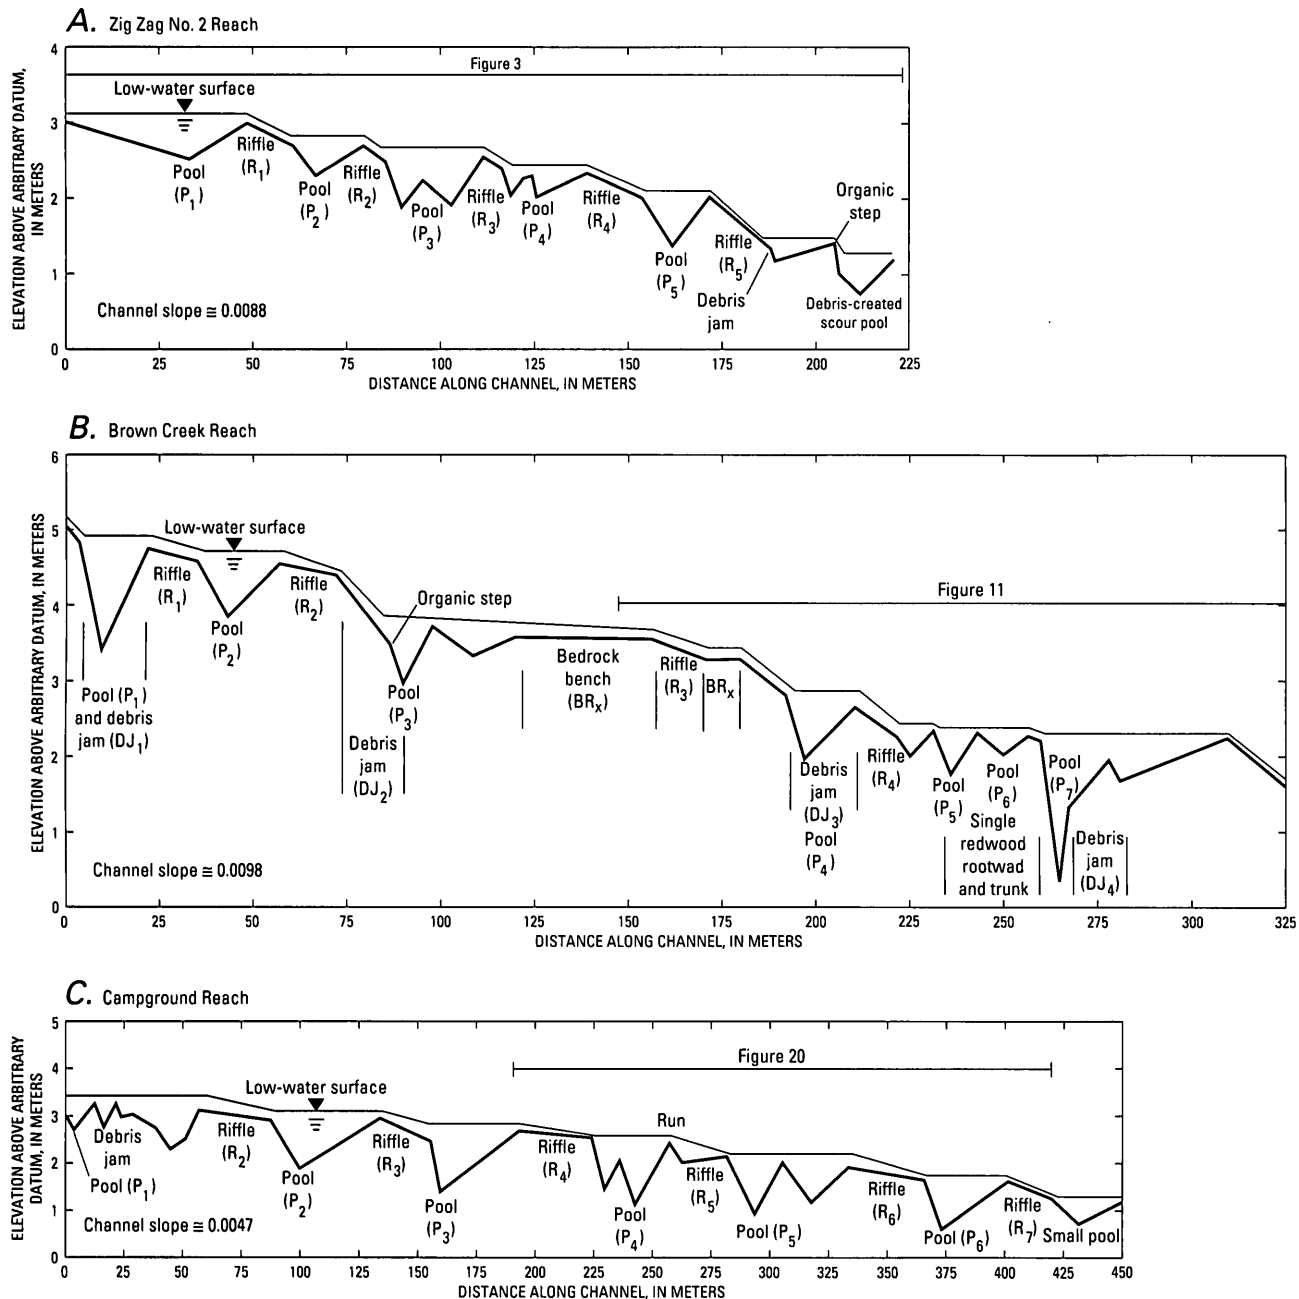 A. Zig Zag No. 2 Reach
ELEVATION ABOVE ARBITRARY DATUM,
IN METERS
4
3
2
1
0
Figure 3
Low-water surface
Pool
(P1)
Riffle
(R1)
Pool
(P2)
Riffle
(R2)
Pool
(P3)
Riffle
(R3)
Pool
(P4)
Riffle
(R4)
Pool
(P5)
Riffle
(R5)
Debris
jam
Organic
step
Debris-created
scour pool
Channel slope ≅ 0.0088
0 25 50 75 100 125 150 175 200 225
DISTANCE ALONG CHANNEL, IN METERS
B. Brown Creek Reach
ELEVATION ABOVE ARBITRARY DATUM, IN METERS
6
5
4
3
2
1
0
Low-water surface
Figure 11
Pool (P1)
and debris
jam (DJ1)
Riffle
(R1)
Pool
(P2)
Riffle
(R2)
Organic step
Pool
(P3)
Debris
jam
(DJ2)
Bedrock
bench
(BRx)
Riffle
(R3)
BRx
Debris
jam
(DJ3)
Pool
(P4)
Riffle
(R4)
Pool
(P5)
Pool
(P6)
Single
redwood
rootwad
and trunk
Pool
(P7)
Debris
jam
(DJ4)
Channel slope ≅ 0.0098
0 25 50 75 100 125 150 175 200 225 250 275 300 325
DISTANCE ALONG CHANNEL, IN METERS
C. Campground Reach
ELEVATION ABOVE ARBITRARY
DATUM, IN METERS
5
4
3
2
1
0
Figure 20
Low-water surface
Run
Debris
jam
Pool (P1)
Riffle
(R2)
Pool
(P2)
Riffle
(R3)
Pool
(P3)
Riffle
(R4)
Pool
(P4)
Riffle
(R5)
Pool (P5)
Riffle
(R6)
Pool (P6)
Riffle
(R7)
Small pool
Channel slope ≅ 0.0047
0 25 50 75 100 125 150 175 200 225 250 275 300 325 350 375 400 425 450
DISTANCE ALONG CHANNEL, IN METERS